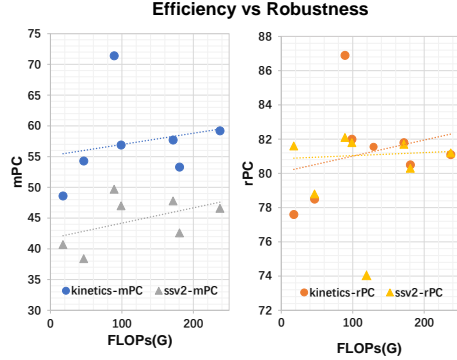 Efficiency vs Robustness
75
70
65
60
55
50
45
40
35
30
mPC
0
100
200
FLOPs(G)
kinetics-mPC
ssv2-mPC
88
86
84
82
80
78
76
74
72
rPC
0
100
200
FLOPs(G)
kinetics-rPC
ssv2-rPC